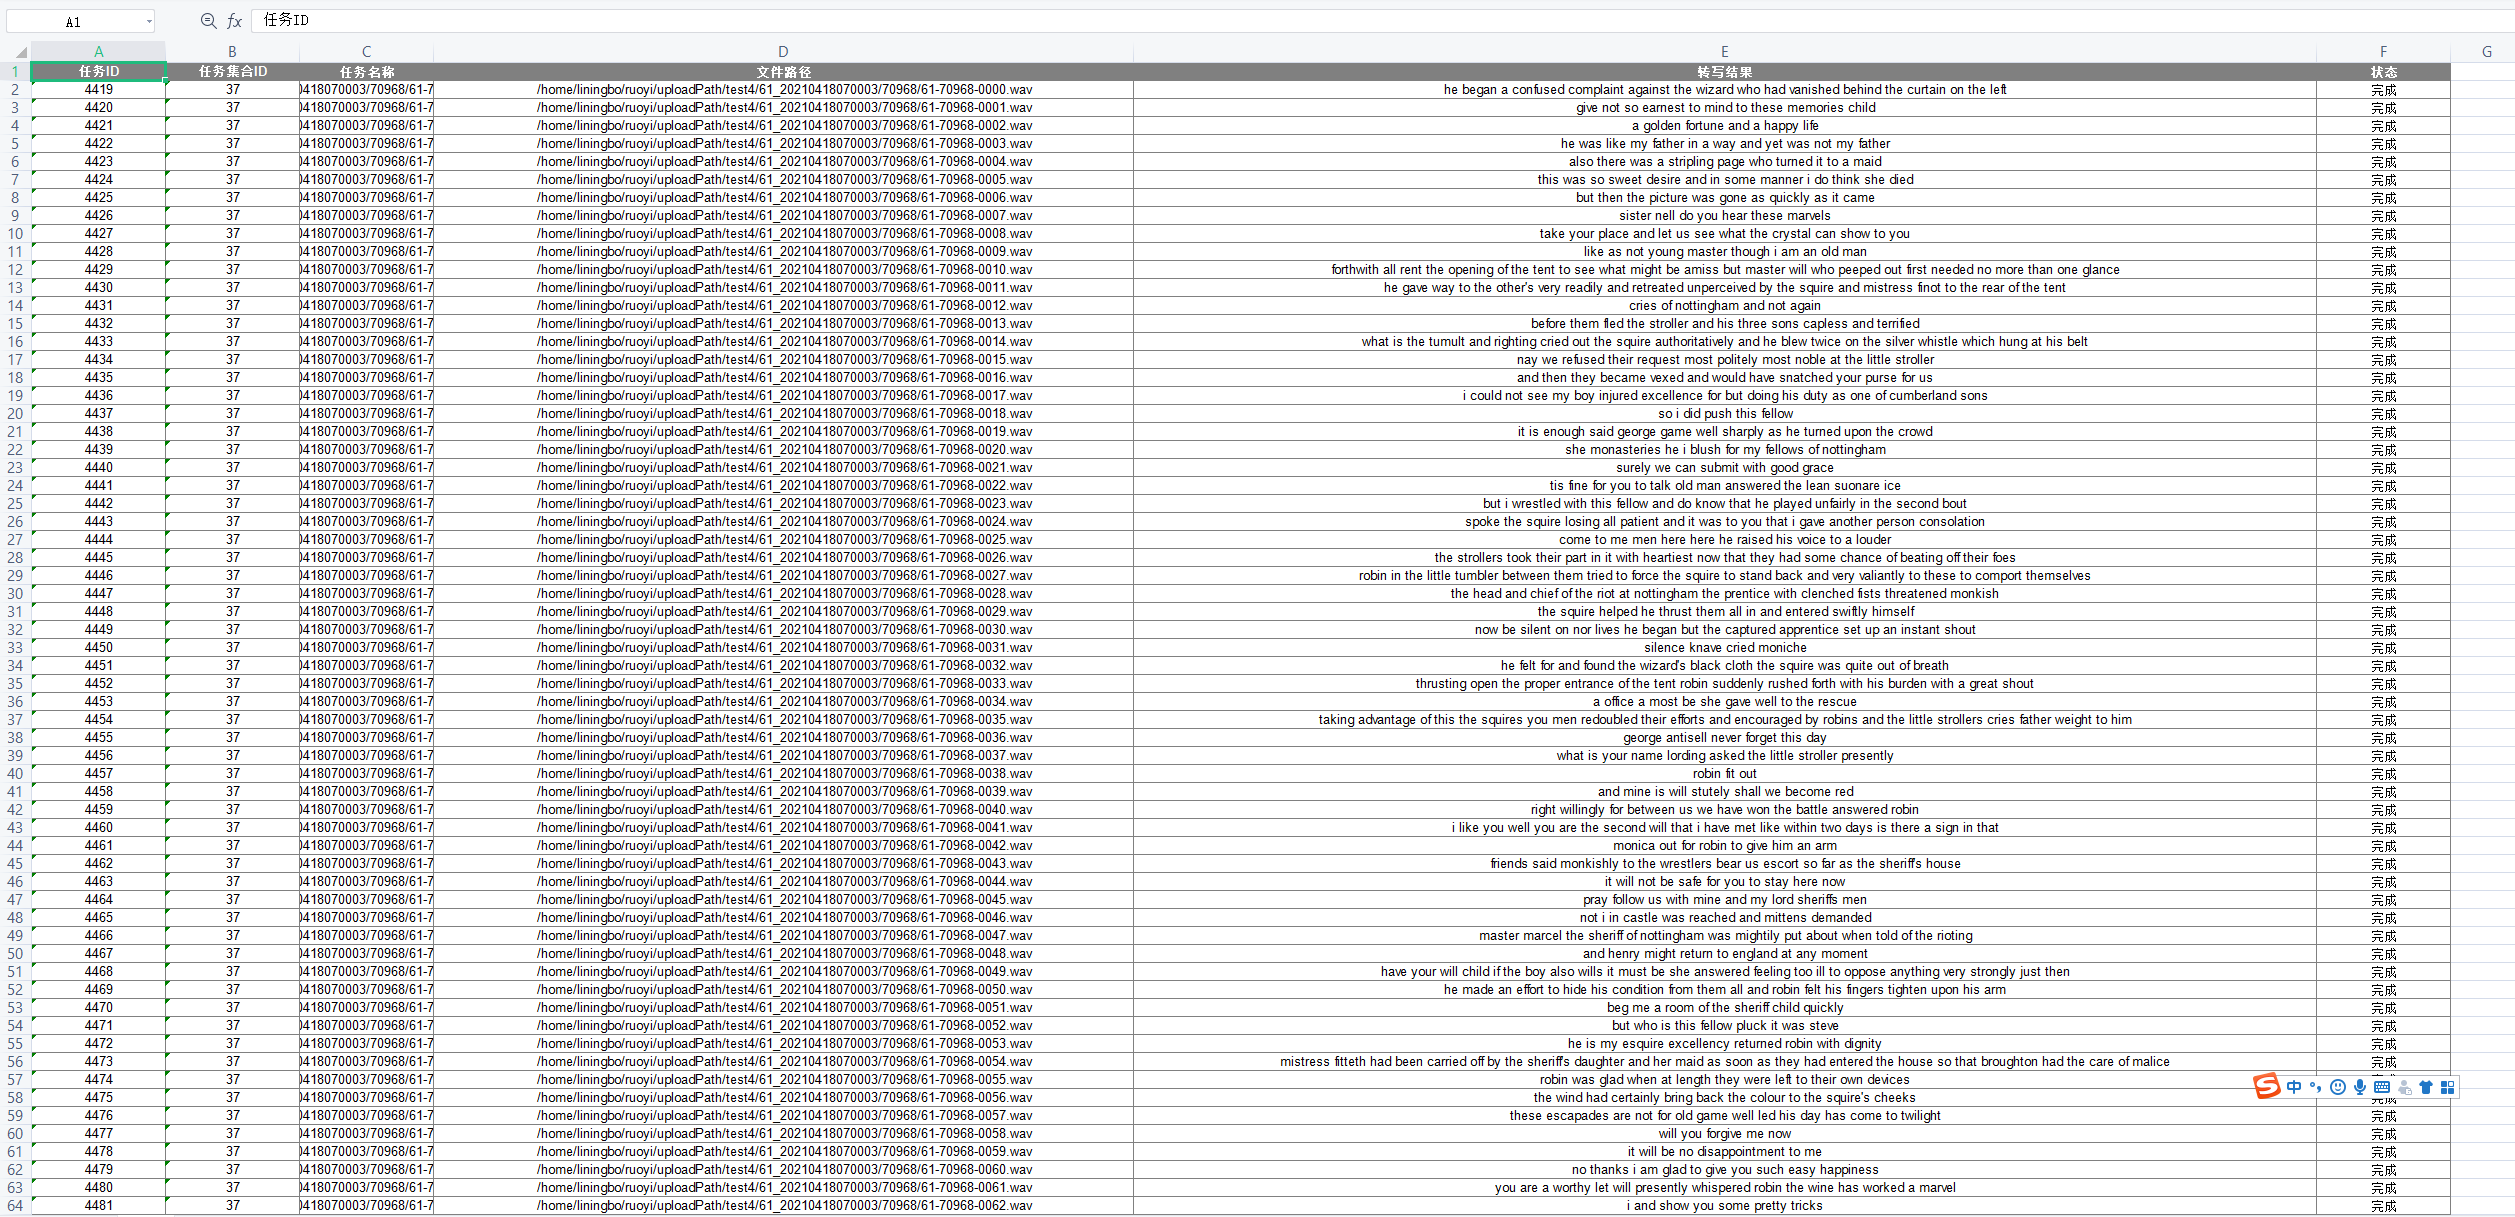 A1 fx 任务ID
A B C D E F G
1 任务ID 任务集合ID 任务名称 文件路径 转写结果 状态
2 4419 37 0418070003/70968/61-7 /home/liningbo/ruoyi/uploadPath/test4/61_20210418070003/70968/61-70968-0000.wav he began a confused complaint against the wizard who had vanished behind the curtain on the left 完成
3 4420 37 0418070003/70968/61-7 /home/liningbo/ruoyi/uploadPath/test4/61_20210418070003/70968/61-70968-0001.wav give not so earnest to mind to these memories child 完成
4 4421 37 0418070003/70968/61-7 /home/liningbo/ruoyi/uploadPath/test4/61_20210418070003/70968/61-70968-0002.wav a golden fortune and a happy life 完成
5 4422 37 0418070003/70968/61-7 /home/liningbo/ruoyi/uploadPath/test4/61_20210418070003/70968/61-70968-0003.wav he was like my father in a way and yet was not my father 完成
6 4423 37 0418070003/70968/61-7 /home/liningbo/ruoyi/uploadPath/test4/61_20210418070003/70968/61-70968-0004.wav also there was a stripling page who turned it to a maid 完成
7 4424 37 0418070003/70968/61-7 /home/liningbo/ruoyi/uploadPath/test4/61_20210418070003/70968/61-70968-0005.wav this was so sweet desire and in some manner i do think she died 完成
8 4425 37 0418070003/70968/61-7 /home/liningbo/ruoyi/uploadPath/test4/61_20210418070003/70968/61-70968-0006.wav but then the picture was gone as quickly as it came 完成
9 4426 37 0418070003/70968/61-7 /home/liningbo/ruoyi/uploadPath/test4/61_20210418070003/70968/61-70968-0007.wav sister nell do you hear these marvels 完成
10 4427 37 0418070003/70968/61-7 /home/liningbo/ruoyi/uploadPath/test4/61_20210418070003/70968/61-70968-0008.wav take your place and let us see what the crystal can show to you 完成
11 4428 37 0418070003/70968/61-7 /home/liningbo/ruoyi/uploadPath/test4/61_20210418070003/70968/61-70968-0009.wav like as not young master though i am an old man 完成
12 4429 37 0418070003/70968/61-7 /home/liningbo/ruoyi/uploadPath/test4/61_20210418070003/70968/61-70968-0010.wav forthwith all rent the opening of the tent to see what might be amiss but master will who peeped out first needed no more than one glance 完成
13 4430 37 0418070003/70968/61-7 /home/liningbo/ruoyi/uploadPath/test4/61_20210418070003/70968/61-70968-0011.wav he gave way to the other's very readily and retreated unperceived by the squire and mistress finot to the rear of the tent 完成
14 4431 37 0418070003/70968/61-7 /home/liningbo/ruoyi/uploadPath/test4/61_20210418070003/70968/61-70968-0012.wav cries of nottingham and not again 完成
15 4432 37 0418070003/70968/61-7 /home/liningbo/ruoyi/uploadPath/test4/61_20210418070003/70968/61-70968-0013.wav before them fled the stroller and his three sons capless and terrified 完成
16 4433 37 0418070003/70968/61-7 /home/liningbo/ruoyi/uploadPath/test4/61_20210418070003/70968/61-70968-0014.wav what is the tumult and righting cried out the squire authoritatively and he blew twice on the silver whistle which hung at his belt 完成
17 4434 37 0418070003/70968/61-7 /home/liningbo/ruoyi/uploadPath/test4/61_20210418070003/70968/61-70968-0015.wav nay we refused their request most politely most noble at the little stroller 完成
18 4435 37 0418070003/70968/61-7 /home/liningbo/ruoyi/uploadPath/test4/61_20210418070003/70968/61-70968-0016.wav and then they became vexed and would have snatched your purse for us 完成
19 4436 37 0418070003/70968/61-7 /home/liningbo/ruoyi/uploadPath/test4/61_20210418070003/70968/61-70968-0017.wav i could not see my boy injured excellence for but doing his duty as one of cumberland sons 完成
20 4437 37 0418070003/70968/61-7 /home/liningbo/ruoyi/uploadPath/test4/61_20210418070003/70968/61-70968-0018.wav so i did push this fellow 完成
21 4438 37 0418070003/70968/61-7 /home/liningbo/ruoyi/uploadPath/test4/61_20210418070003/70968/61-70968-0019.wav it is enough said george game well sharply as he turned upon the crowd 完成
22 4439 37 0418070003/70968/61-7 /home/liningbo/ruoyi/uploadPath/test4/61_20210418070003/70968/61-70968-0020.wav she monasteries he i blush for my fellows of nottingham 完成
23 4440 37 0418070003/70968/61-7 /home/liningbo/ruoyi/uploadPath/test4/61_20210418070003/70968/61-70968-0021.wav surely we can submit with good grace 完成
24 4441 37 0418070003/70968/61-7 /home/liningbo/ruoyi/uploadPath/test4/61_20210418070003/70968/61-70968-0022.wav tis fine for you to talk old man answered the lean suonare ice 完成
25 4442 37 0418070003/70968/61-7 /home/liningbo/ruoyi/uploadPath/test4/61_20210418070003/70968/61-70968-0023.wav but i wrestled with this fellow and do know that he played unfairly in the second bout 完成
26 4443 37 0418070003/70968/61-7 /home/liningbo/ruoyi/uploadPath/test4/61_20210418070003/70968/61-70968-0024.wav spoke the squire losing all patient and it was to you that i gave another person consolation 完成
27 4444 37 0418070003/70968/61-7 /home/liningbo/ruoyi/uploadPath/test4/61_20210418070003/70968/61-70968-0025.wav come to me men here here he raised his voice to a louder 完成
28 4445 37 0418070003/70968/61-7 /home/liningbo/ruoyi/uploadPath/test4/61_20210418070003/70968/61-70968-0026.wav the strollers took their part in it with heartiest now that they had some chance of beating off their foes 完成
29 4446 37 0418070003/70968/61-7 /home/liningbo/ruoyi/uploadPath/test4/61_20210418070003/70968/61-70968-0027.wav robin in the little tumbler between them tried to force the squire to stand back and very valiantly to these to comport themselves 完成
30 4447 37 0418070003/70968/61-7 /home/liningbo/ruoyi/uploadPath/test4/61_20210418070003/70968/61-70968-0028.wav the head and chief of the riot at nottingham the prentice with clenched fists threatened monkish 完成
31 4448 37 0418070003/70968/61-7 /home/liningbo/ruoyi/uploadPath/test4/61_20210418070003/70968/61-70968-0029.wav the squire helped he thrust them all in and entered swiftly himself 完成
32 4449 37 0418070003/70968/61-7 /home/liningbo/ruoyi/uploadPath/test4/61_20210418070003/70968/61-70968-0030.wav now be silent on nor lives he began but the captured apprentice set up an instant shout 完成
33 4450 37 0418070003/70968/61-7 /home/liningbo/ruoyi/uploadPath/test4/61_20210418070003/70968/61-70968-0031.wav silence knave cried moniche 完成
34 4451 37 0418070003/70968/61-7 /home/liningbo/ruoyi/uploadPath/test4/61_20210418070003/70968/61-70968-0032.wav he felt for and found the wizard's black cloth the squire was quite out of breath 完成
35 4452 37 0418070003/70968/61-7 /home/liningbo/ruoyi/uploadPath/test4/61_20210418070003/70968/61-70968-0033.wav thrusting open the proper entrance of the tent robin suddenly rushed forth with his burden with a great shout 完成
36 4453 37 0418070003/70968/61-7 /home/liningbo/ruoyi/uploadPath/test4/61_20210418070003/70968/61-70968-0034.wav a office a most be she gave well to the rescue 完成
37 4454 37 0418070003/70968/61-7 /home/liningbo/ruoyi/uploadPath/test4/61_20210418070003/70968/61-70968-0035.wav taking advantage of this the squires you men redoubled their efforts and encouraged by robins and the little strollers cries father weight to him 完成
38 4455 37 0418070003/70968/61-7 /home/liningbo/ruoyi/uploadPath/test4/61_20210418070003/70968/61-70968-0036.wav george antisell never forget this day 完成
39 4456 37 0418070003/70968/61-7 /home/liningbo/ruoyi/uploadPath/test4/61_20210418070003/70968/61-70968-0037.wav what is your name lording asked the little stroller presently 完成
40 4457 37 0418070003/70968/61-7 /home/liningbo/ruoyi/uploadPath/test4/61_20210418070003/70968/61-70968-0038.wav robin fit out 完成
41 4458 37 0418070003/70968/61-7 /home/liningbo/ruoyi/uploadPath/test4/61_20210418070003/70968/61-70968-0039.wav and mine is will stutely shall we become red 完成
42 4459 37 0418070003/70968/61-7 /home/liningbo/ruoyi/uploadPath/test4/61_20210418070003/70968/61-70968-0040.wav right willingly for between us we have won the battle answered robin 完成
43 4460 37 0418070003/70968/61-7 /home/liningbo/ruoyi/uploadPath/test4/61_20210418070003/70968/61-70968-0041.wav i like you well you are the second will that i have met like within two days is there a sign in that 完成
44 4461 37 0418070003/70968/61-7 /home/liningbo/ruoyi/uploadPath/test4/61_20210418070003/70968/61-70968-0042.wav monica out for robin to give him an arm 完成
45 4462 37 0418070003/70968/61-7 /home/liningbo/ruoyi/uploadPath/test4/61_20210418070003/70968/61-70968-0043.wav friends said monkishly to the wrestlers bear us escort so far as the sheriff's house 完成
46 4463 37 0418070003/70968/61-7 /home/liningbo/ruoyi/uploadPath/test4/61_20210418070003/70968/61-70968-0044.wav it will not be safe for you to stay here now 完成
47 4464 37 0418070003/70968/61-7 /home/liningbo/ruoyi/uploadPath/test4/61_20210418070003/70968/61-70968-0045.wav pray follow us with mine and my lord sheriffs men 完成
48 4465 37 0418070003/70968/61-7 /home/liningbo/ruoyi/uploadPath/test4/61_20210418070003/70968/61-70968-0046.wav not i in castle was reached and mittens demanded 完成
49 4466 37 0418070003/70968/61-7 /home/liningbo/ruoyi/uploadPath/test4/61_20210418070003/70968/61-70968-0047.wav master marcel the sheriff of nottingham was mightily put about when told of the rioting 完成
50 4467 37 0418070003/70968/61-7 /home/liningbo/ruoyi/uploadPath/test4/61_20210418070003/70968/61-70968-0048.wav and henry might return to england at any moment 完成
51 4468 37 0418070003/70968/61-7 /home/liningbo/ruoyi/uploadPath/test4/61_20210418070003/70968/61-70968-0049.wav have your will child if the boy also wills it must be she answered feeling too ill to oppose anything very strongly just then 完成
52 4469 37 0418070003/70968/61-7 /home/liningbo/ruoyi/uploadPath/test4/61_20210418070003/70968/61-70968-0050.wav he made an effort to hide his condition from them all and robin felt his fingers tighten upon his arm 完成
53 4470 37 0418070003/70968/61-7 /home/liningbo/ruoyi/uploadPath/test4/61_20210418070003/70968/61-70968-0051.wav beg me a room of the sheriff child quickly 完成
54 4471 37 0418070003/70968/61-7 /home/liningbo/ruoyi/uploadPath/test4/61_20210418070003/70968/61-70968-0052.wav but who is this fellow pluck it was steve 完成
55 4472 37 0418070003/70968/61-7 /home/liningbo/ruoyi/uploadPath/test4/61_20210418070003/70968/61-70968-0053.wav he is my esquire excellency returned robin with dignity 完成
56 4473 37 0418070003/70968/61-7 /home/liningbo/ruoyi/uploadPath/test4/61_20210418070003/70968/61-70968-0054.wav mistress fitteth had been carried off by the sheriff's daughter and her maid as soon as they had entered the house so that broughton had the care of malice 完成
57 4474 37 0418070003/70968/61-7 /home/liningbo/ruoyi/uploadPath/test4/61_20210418070003/70968/61-70968-0055.wav robin was glad when at length they were left to their own devices
58 4475 37 0418070003/70968/61-7 /home/liningbo/ruoyi/uploadPath/test4/61_20210418070003/70968/61-70968-0056.wav the wind had certainly bring back the colour to the squire's cheeks 完成
59 4476 37 0418070003/70968/61-7 /home/liningbo/ruoyi/uploadPath/test4/61_20210418070003/70968/61-70968-0057.wav these escapades are not for old game well led his day has come to twilight 完成
60 4477 37 0418070003/70968/61-7 /home/liningbo/ruoyi/uploadPath/test4/61_20210418070003/70968/61-70968-0058.wav will you forgive me now 完成
61 4478 37 0418070003/70968/61-7 /home/liningbo/ruoyi/uploadPath/test4/61_20210418070003/70968/61-70968-0059.wav it will be no disappointment to me 完成
62 4479 37 0418070003/70968/61-7 /home/liningbo/ruoyi/uploadPath/test4/61_20210418070003/70968/61-70968-0060.wav no thanks i am glad to give you such easy happiness 完成
63 4480 37 0418070003/70968/61-7 /home/liningbo/ruoyi/uploadPath/test4/61_20210418070003/70968/61-70968-0061.wav you are a worthy let will presently whispered robin the wine has worked a marvel 完成
64 4481 37 0418070003/70968/61-7 /home/liningbo/ruoyi/uploadPath/test4/61_20210418070003/70968/61-70968-0062.wav i and show you some pretty tricks 完成
S 中